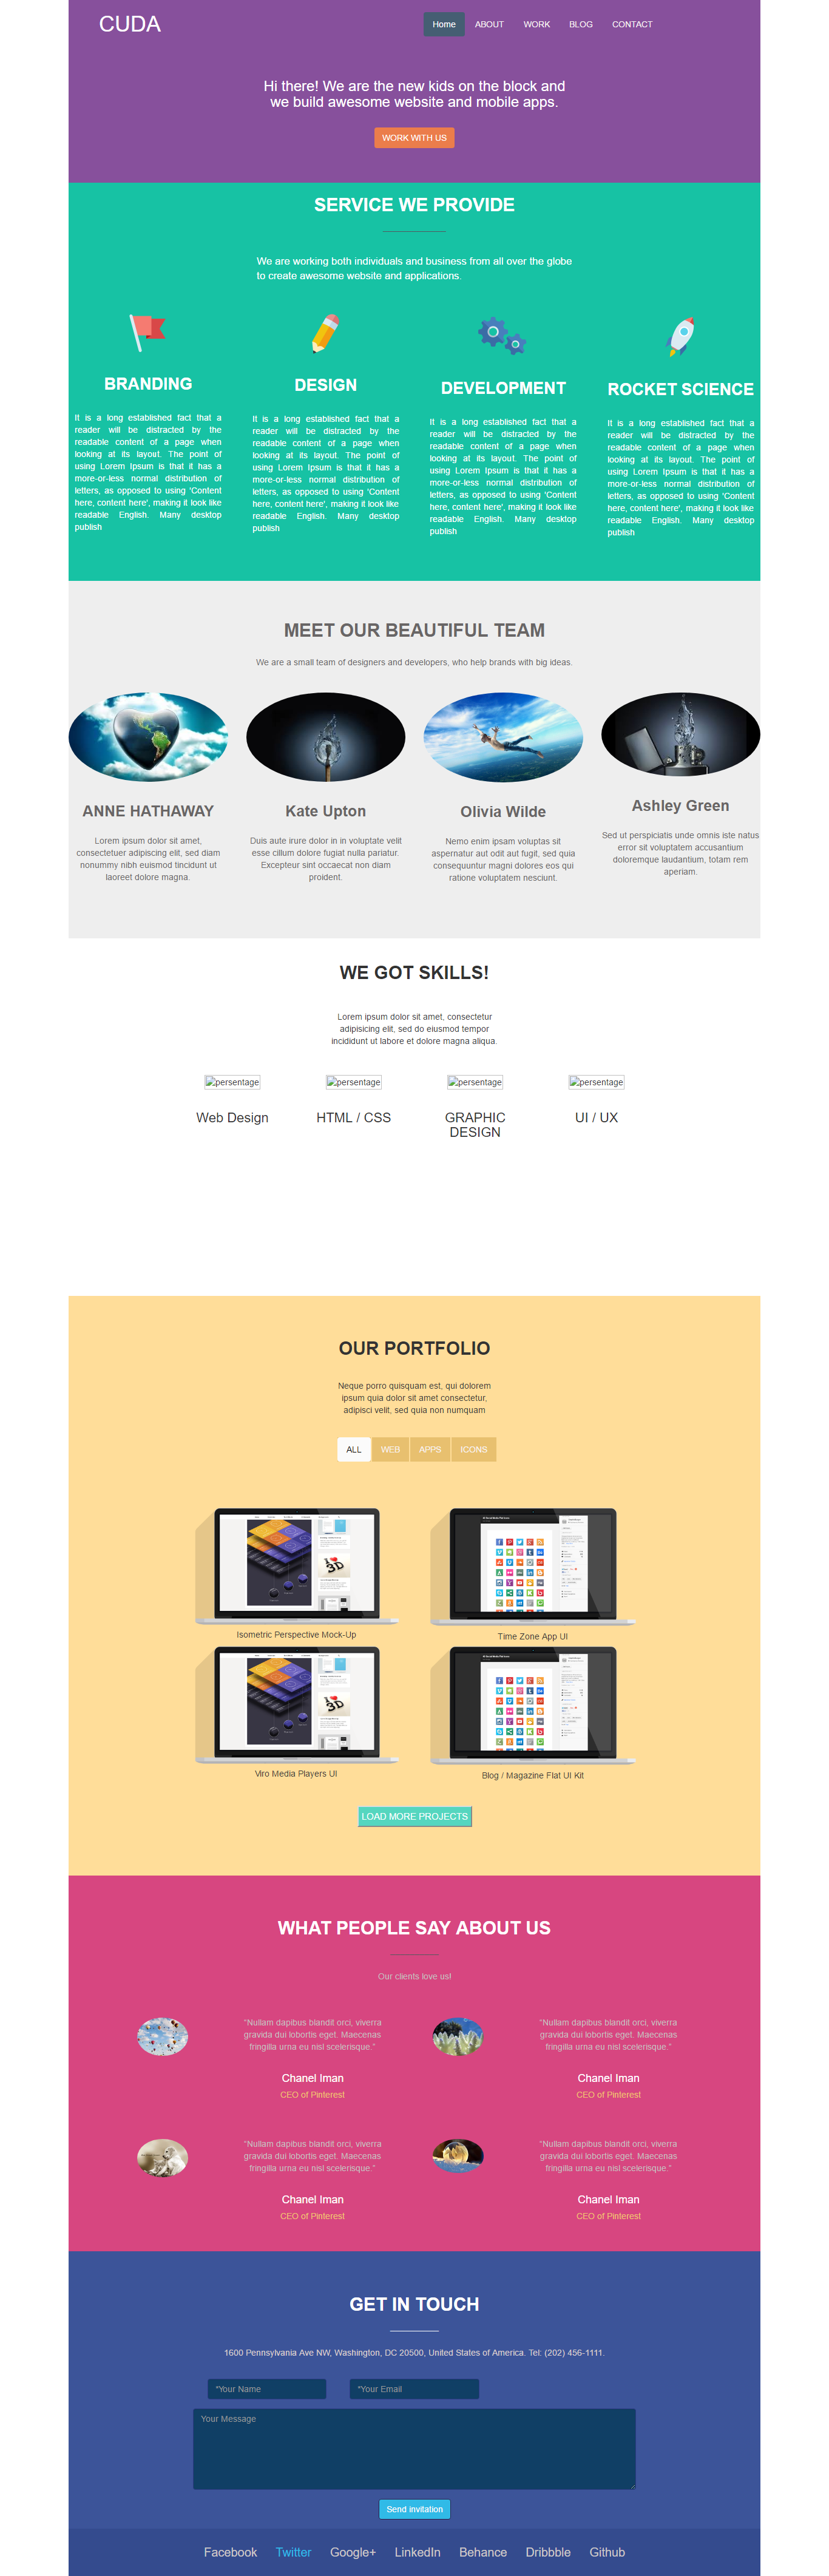 CUDA
Home ABOUT WORK BLOG CONTACT
Hi there! We are the new kids on the block and
we build awesome website and mobile apps.
WORK WITH US
SERVICE WE PROVIDE
We are working both individuals and business from all over the globe
to create awesome website and applications.
BRANDING
It is a long established fact that a
reader will be distracted by the
readable content of a page when
looking at its layout. The point of
using Lorem Ipsum is that it has a
more-or-less normal distribution of
letters, as opposed to using 'Content
here, content here', making it look like
readable English. Many desktop
publish
DESIGN
It is a long established fact that a
reader will be distracted by the
readable content of a page when
looking at its layout. The point of
using Lorem Ipsum is that it has a
more-or-less normal distribution of
letters, as opposed to using 'Content
here, content here', making it look like
readable English. Many desktop
publish
DEVELOPMENT
It is a long established fact that a
reader will be distracted by the
readable content of a page when
looking at its layout. The point of
using Lorem Ipsum is that it has a
more-or-less normal distribution of
letters, as opposed to using 'Content
here, content here', making it look like
readable English. Many desktop
publish
ROCKET SCIENCE
It is a long established fact that a
reader will be distracted by the
readable content of a page when
looking at its layout. The point of
using Lorem Ipsum is that it has a
more-or-less normal distribution of
letters, as opposed to using 'Content
here, content here', making it look like
readable English. Many desktop
publish
MEET OUR BEAUTIFUL TEAM
We are a small team of designers and developers, who help brands with big ideas.
ANNE HATHAWAY
Lorem ipsum dolor sit amet,
consectetuer adipiscing elit, sed diam
nonummy nibh euismod tincidunt ut
laoreet dolore magna.
Kate Upton
Duis aute irure dolor in in voluptate velit
esse cillum dolore fugiat nulla pariatur.
Excepteur sint occaecat non diam
proident.
Olivia Wilde
Nemo enim ipsam voluptas sit
aspernatur aut odit aut fugit, sed quia
consequuntur magni dolores eos qui
ratione voluptatem nesciunt.
Ashley Green
Sed ut perspiciatis unde omnis iste natus
error sit voluptatem accusantium
doloremque laudantium, totam rem
aperiam.
WE GOT SKILLS!
Lorem ipsum dolor sit amet, consectetur
adipisicing elit, sed do eiusmod tempor
incididunt ut labore et dolore magna aliqua.
persentage persentage persentage persentage
Web Design
HTML / CSS
GRAPHIC
DESIGN
UI / UX
OUR PORTFOLIO
Neque porro quisquam est, qui dolorem
ipsum quia dolor sit amet consectetur,
adipisci velit, sed quia non numquam
ALL WEB APPS ICONS
I ♥
3D
Isometric Perspective Mock-Up
Time Zone App UI
I ♥
3D
Viro Media Players UI
Blog / Magazine Flat UI Kit
LOAD MORE PROJECTS
WHAT PEOPLE SAY ABOUT US
Our clients love us!
“Nullam dapibus blandit orci, viverra
gravida dui lobortis eget. Maecenas
fringilla urna eu nisl scelerisque.”
Chanel Iman
CEO of Pinterest
“Nullam dapibus blandit orci, viverra
gravida dui lobortis eget. Maecenas
fringilla urna eu nisl scelerisque.”
Chanel Iman
CEO of Pinterest
“Nullam dapibus blandit orci, viverra
gravida dui lobortis eget. Maecenas
fringilla urna eu nisl scelerisque.”
Chanel Iman
CEO of Pinterest
“Nullam dapibus blandit orci, viverra
gravida dui lobortis eget. Maecenas
fringilla urna eu nisl scelerisque.”
Chanel Iman
CEO of Pinterest
GET IN TOUCH
1600 Pennsylvania Ave NW, Washington, DC 20500, United States of America. Tel: (202) 456-1111.
*Your Name
*Your Email
Your Message
Send invitation
Facebook Twitter Google+ LinkedIn Behance Dribbble Github